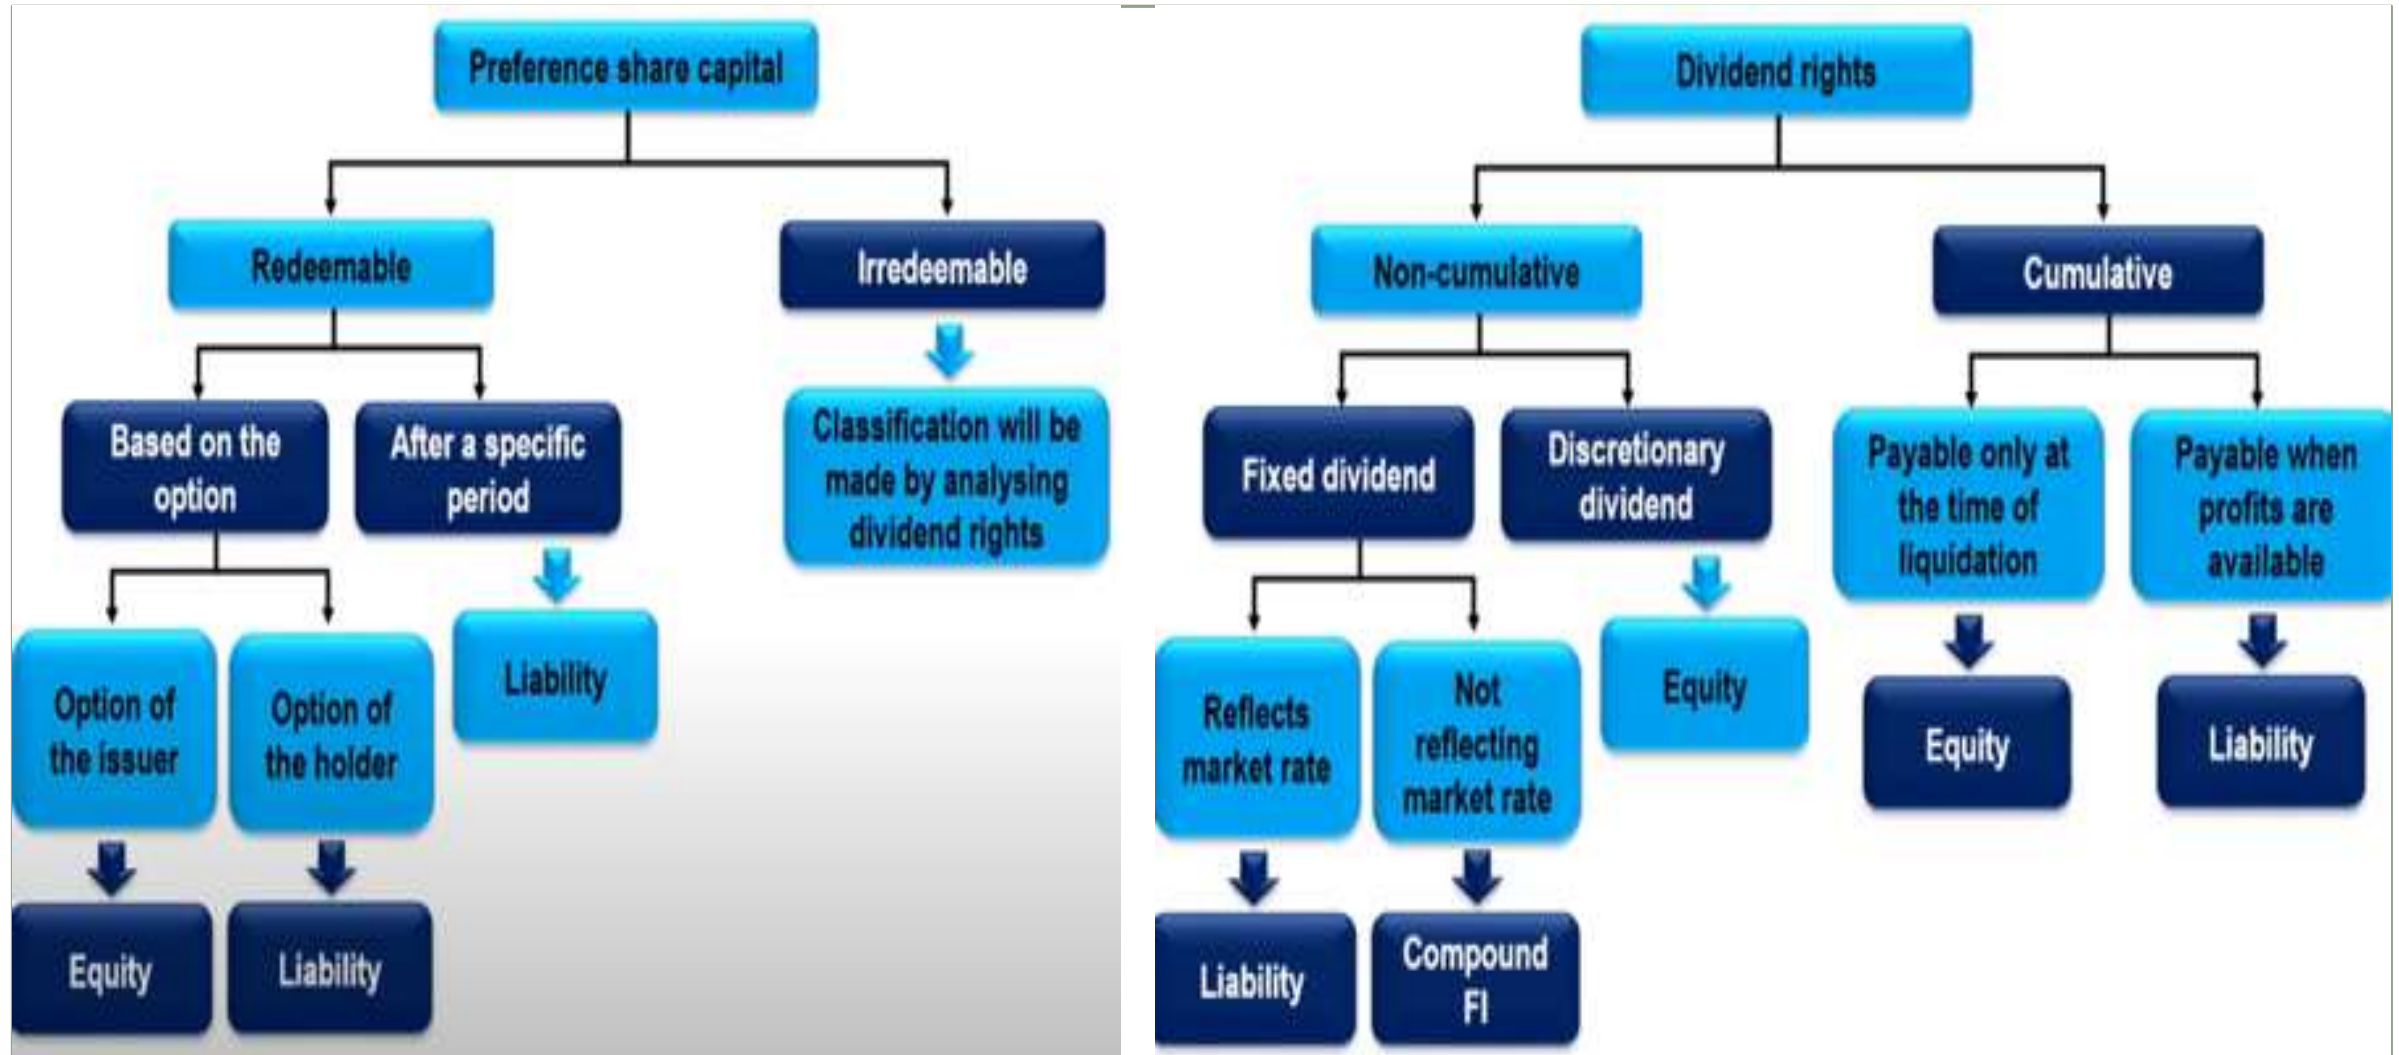 Preference share capital
Redeemable
Irredeemable
Based on the
option
After a specific
period
Classification will be
made by analysing
dividend rights
Option of
the issuer
Option of
the holder
Liability
Equity
Liability
Dividend rights
Non-cumulative
Cumulative
Fixed dividend
Discretionary
dividend
Payable only at
the time of
liquidation
Payable when
profits are
available
Reflects
market rate
Not
reflecting
market rate
Equity
Equity
Liability
Liability
Compound
FI